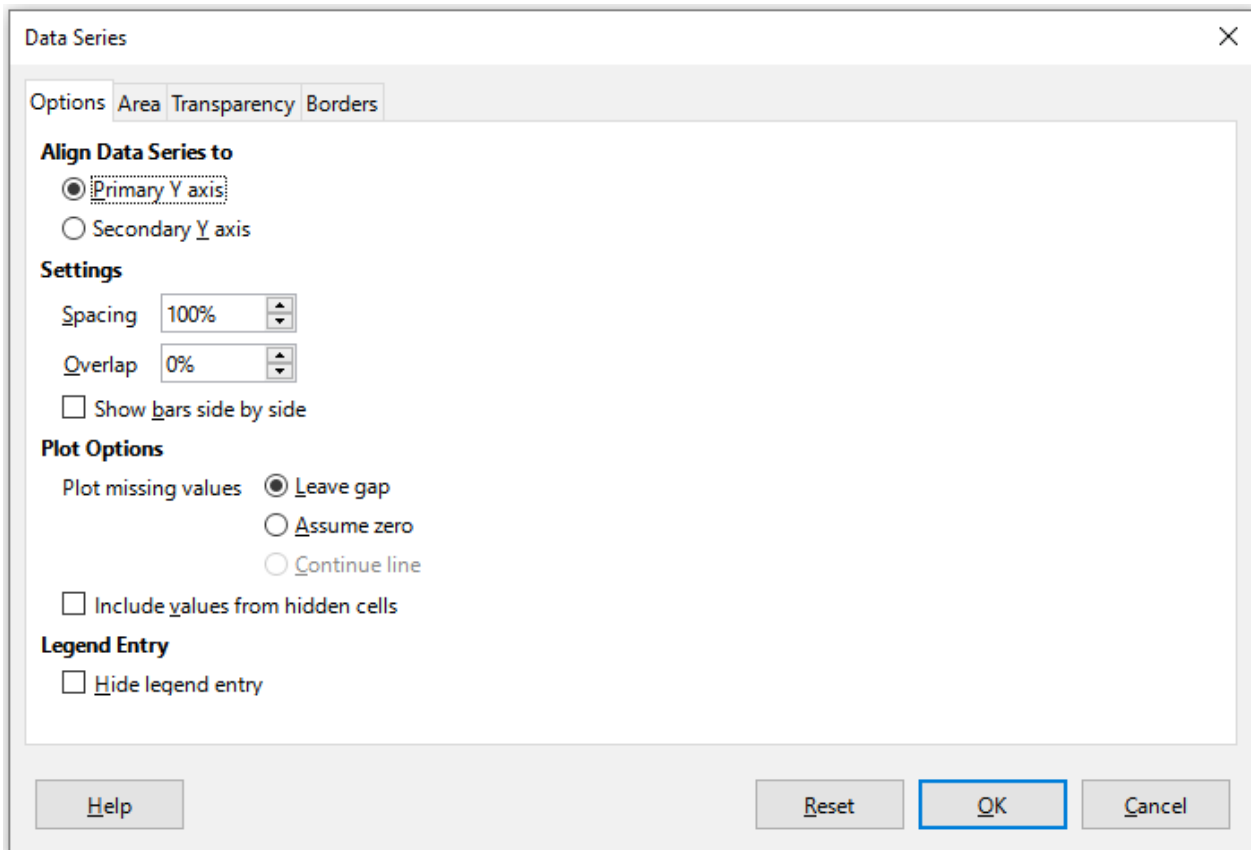 Data Series
Options Area Transparency Borders
Align Data Series to
Primary Y axis
Secondary Y axis
Settings
Spacing 100%
Overlap 0%
Show bars side by side
Plot Options
Plot missing values Leave gap
Assume zero
Continue line
Include values from hidden cells
Legend Entry
Hide legend entry
Help Reset OK Cancel